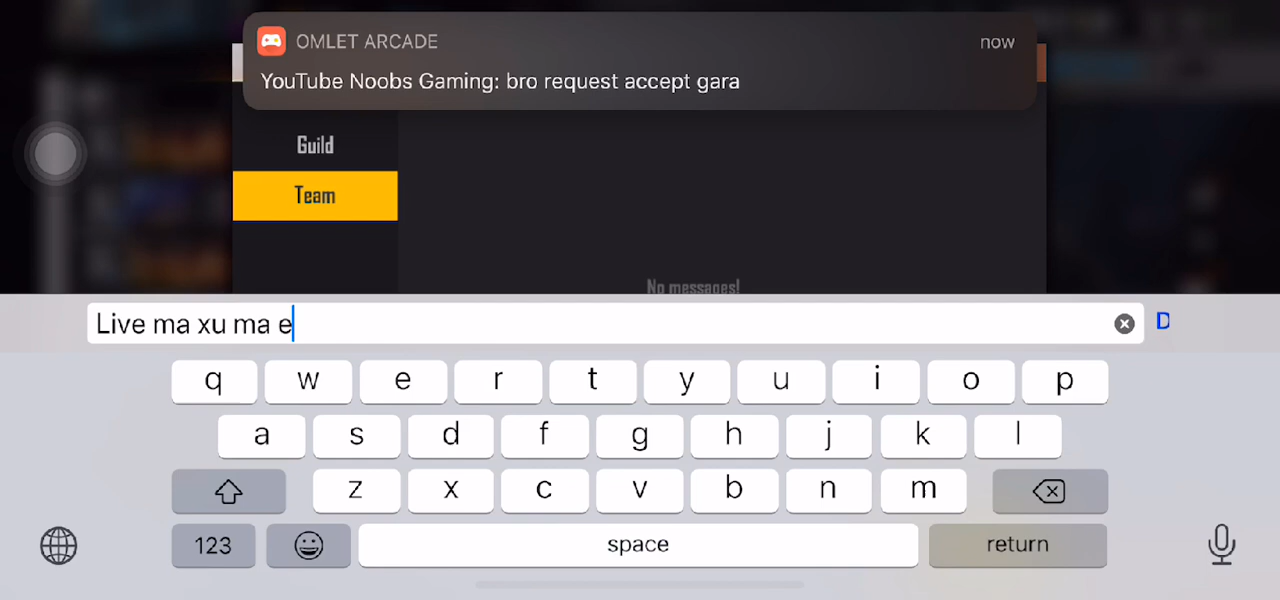 OMLET ARCADE
now
YouTube Noobs Gaming: bro request accept gara
Guild
Team
No messages!
Live ma xu ma e
D
q w e r t y u i o p
a s d f g h j k l
z x c v b n m
123
space
return